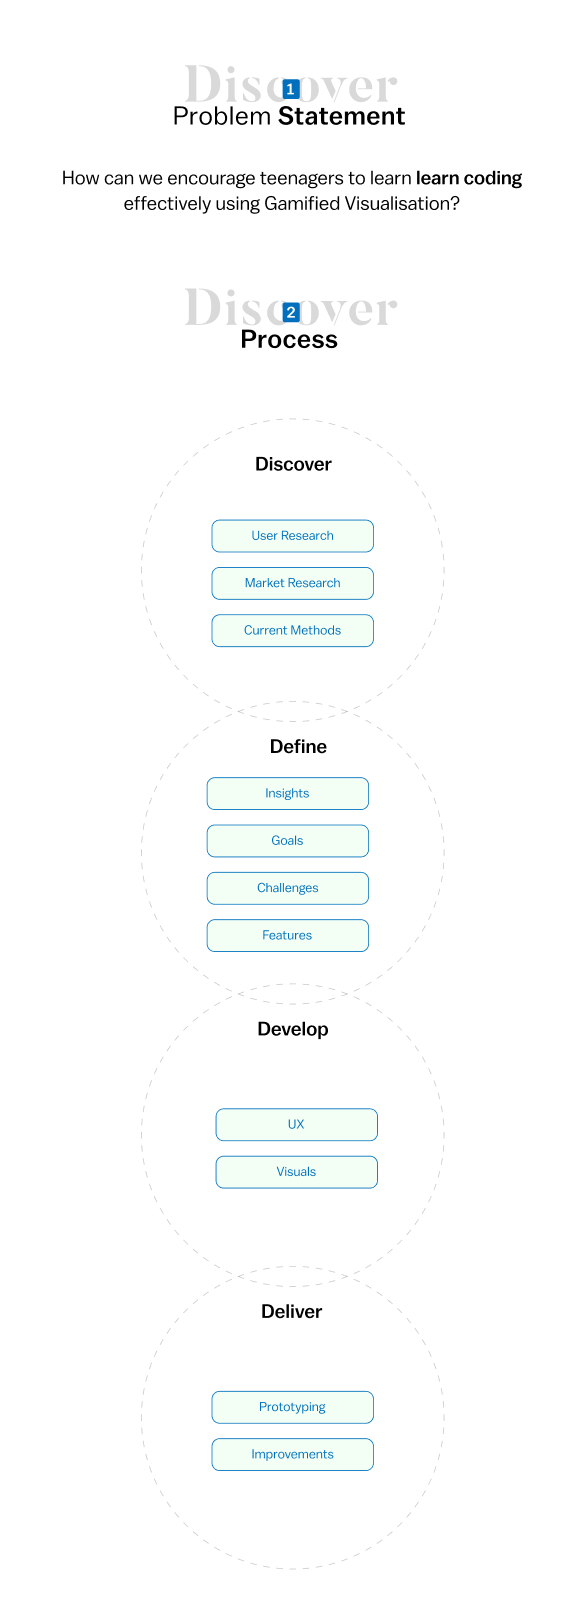 Discover
1
Problem Statement
How can we encourage teenagers to learn learn coding
effectively using Gamified Visualisation?
Discover
2
Process
Discover
User Research
Market Research
Current Methods
Define
Insights
Goals
Challenges
Features
Develop
UX
Visuals
Deliver
Prototyping
Improvements